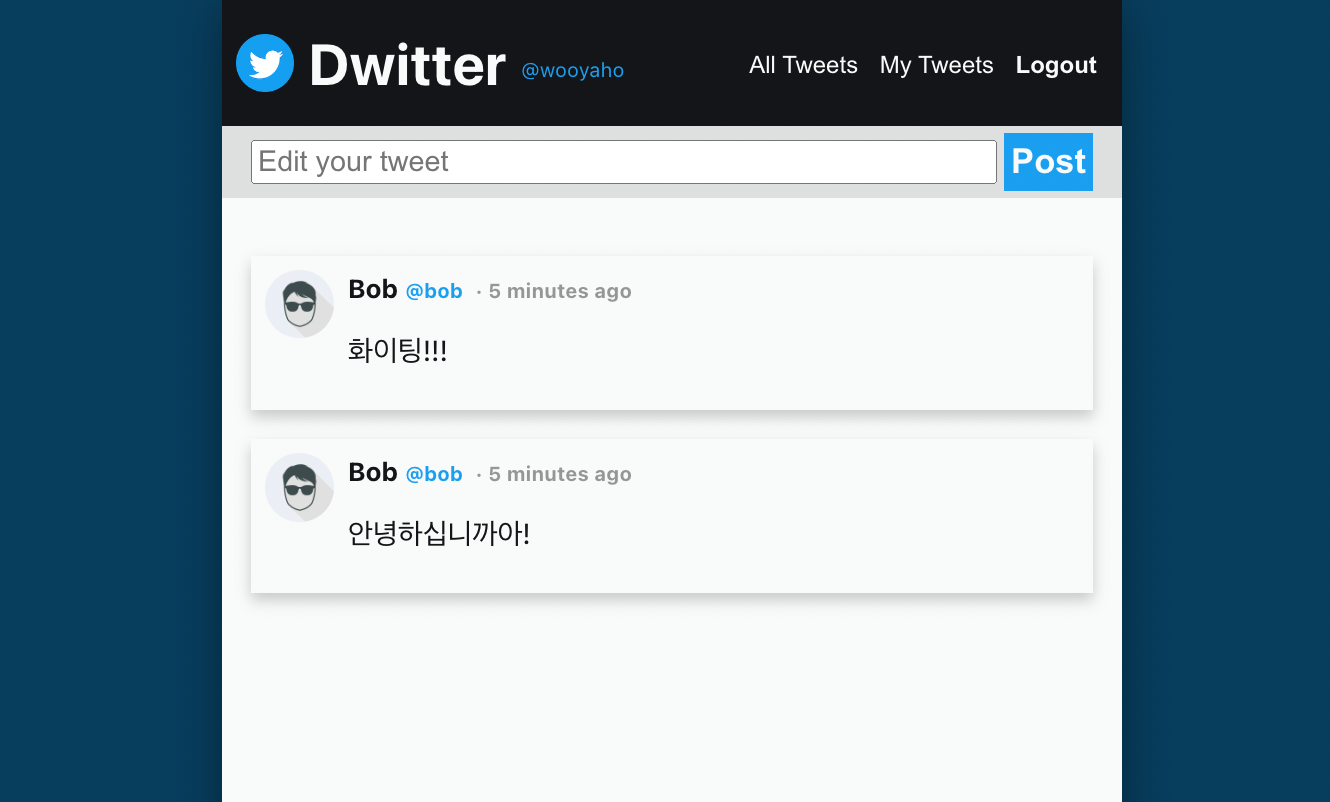 Dwitter @wooyaho All Tweets My Tweets Logout
Edit your tweet Post
Bob @bob · 5 minutes ago
화이팅!!!
Bob @bob · 5 minutes ago
안녕하십니까아!